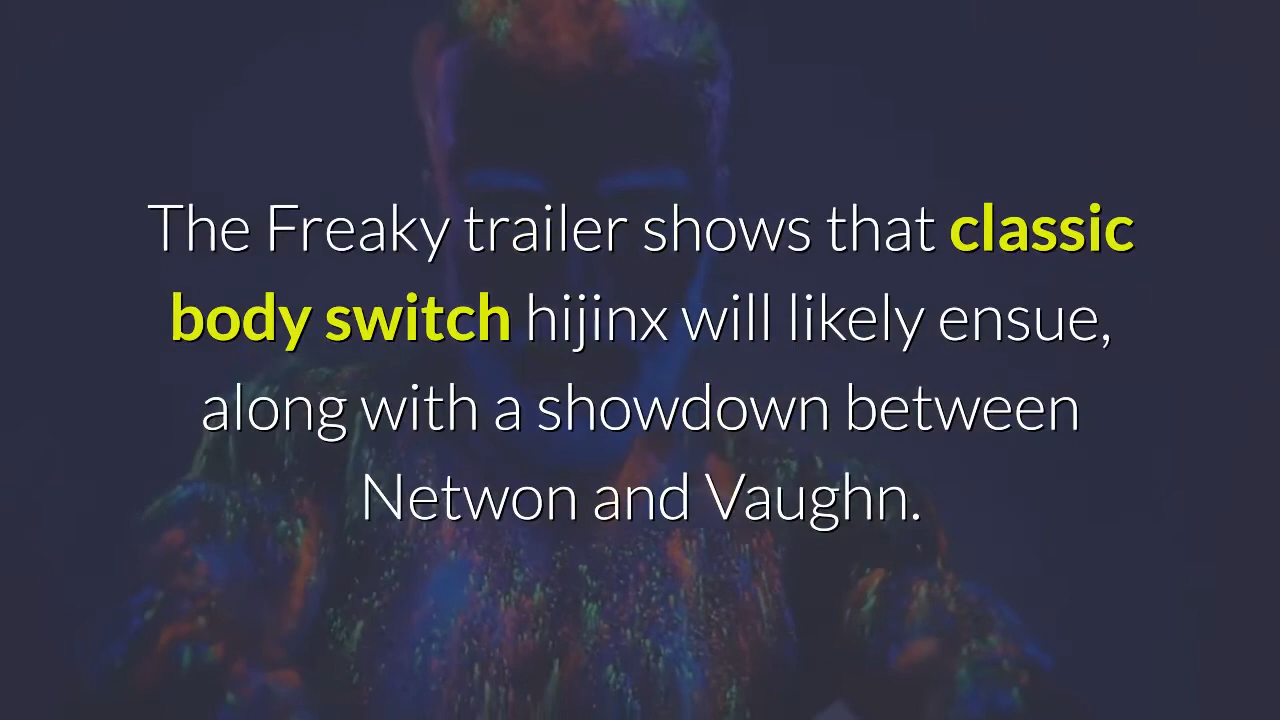 The Freaky trailer shows that classic
body switch hijinx will likely ensue,
along with a showdown between
Netwon and Vaughn.